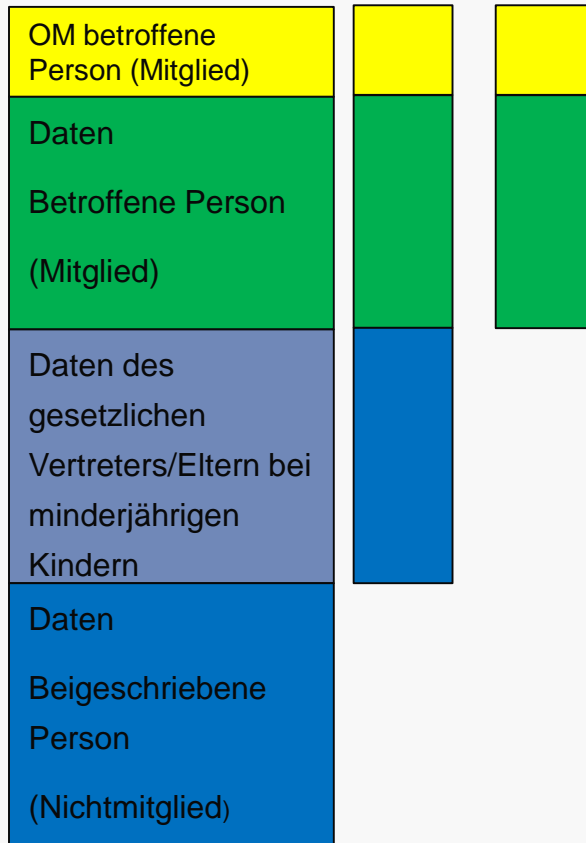 OM betroffene
Person (Mitglied)
Daten
Betroffene Person
(Mitglied)
Daten des
gesetzlichen
Vertreters/Eltern bei
minderjährigen
Kindern
Daten
Beigeschriebene
Person
(Nichtmitglied)